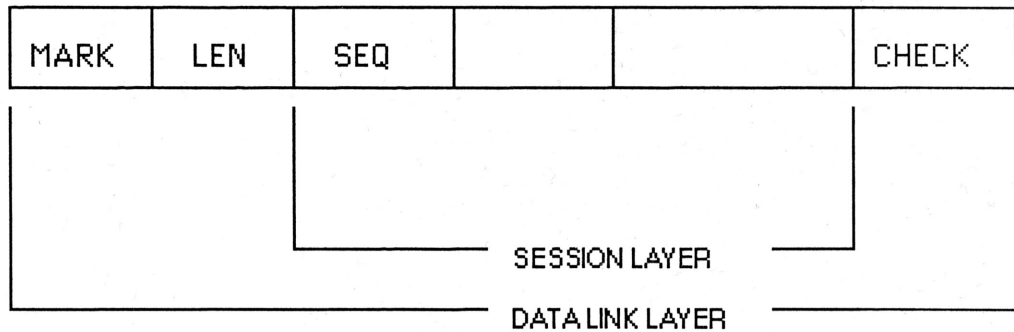 MARK LEN SEQ CHECK
SESSION LAYER
DATA LINK LAYER